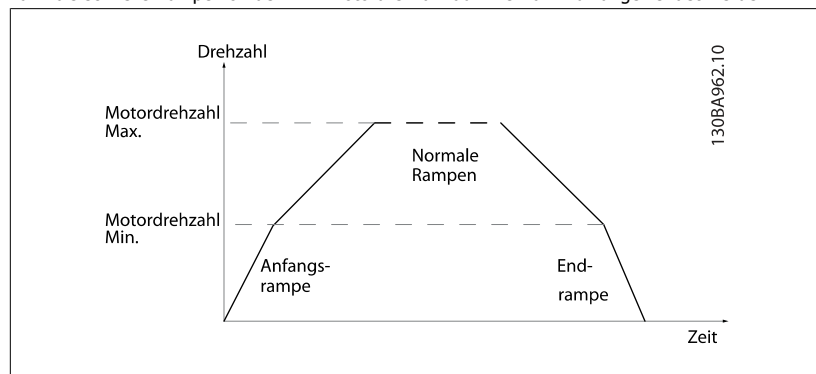 Drehzahl
130BA962.10
Motordrehzahl
Max.
Normale
Rampen
Motordrehzahl
Min.
Anfangs-
rampe
End-
rampe
Zeit